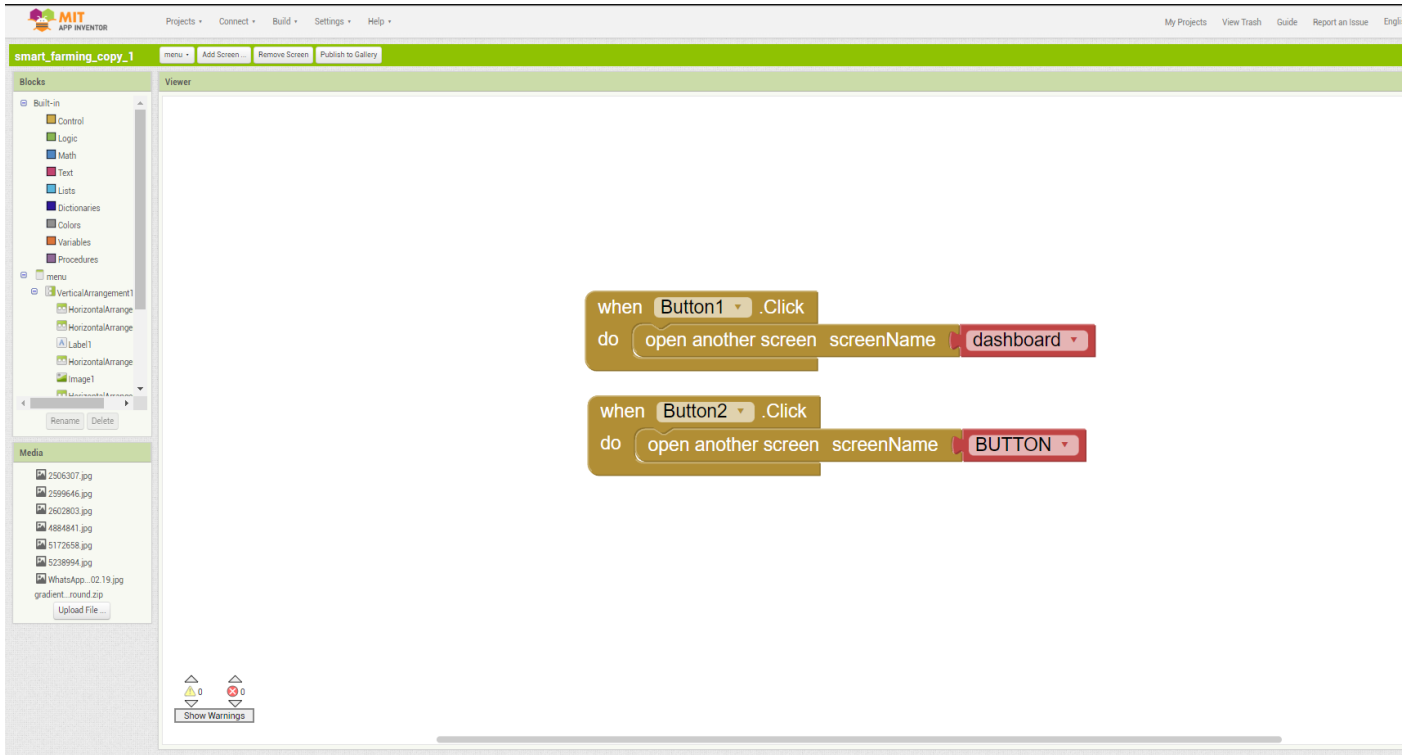 MIT
APP INVENTOR
Projects Connect Build Settings Help
My Projects View Trash Guide Report an Issue Engli
smart_farming_copy_1
menu Add Screen ... Remove Screen Publish to Gallery
Blocks
Viewer
Built-in
Control
Logic
Math
Text
Lists
Dictionaries
Colors
Variables
Procedures
menu
VerticalArrangement1
HorizontalArrange
HorizontalArrange
Label1
HorizontalArrange
Image1
Rename Delete
Media
2506307.jpg
2599646.jpg
2602803.jpg
4884841.jpg
5172658.jpg
5238994.jpg
WhatsApp...02.19.jpg
gradient...round.zip
Upload File ...
when Button1 .Click
do open another screen screenName dashboard
when Button2 .Click
do open another screen screenName BUTTON
0 0
Show Warnings